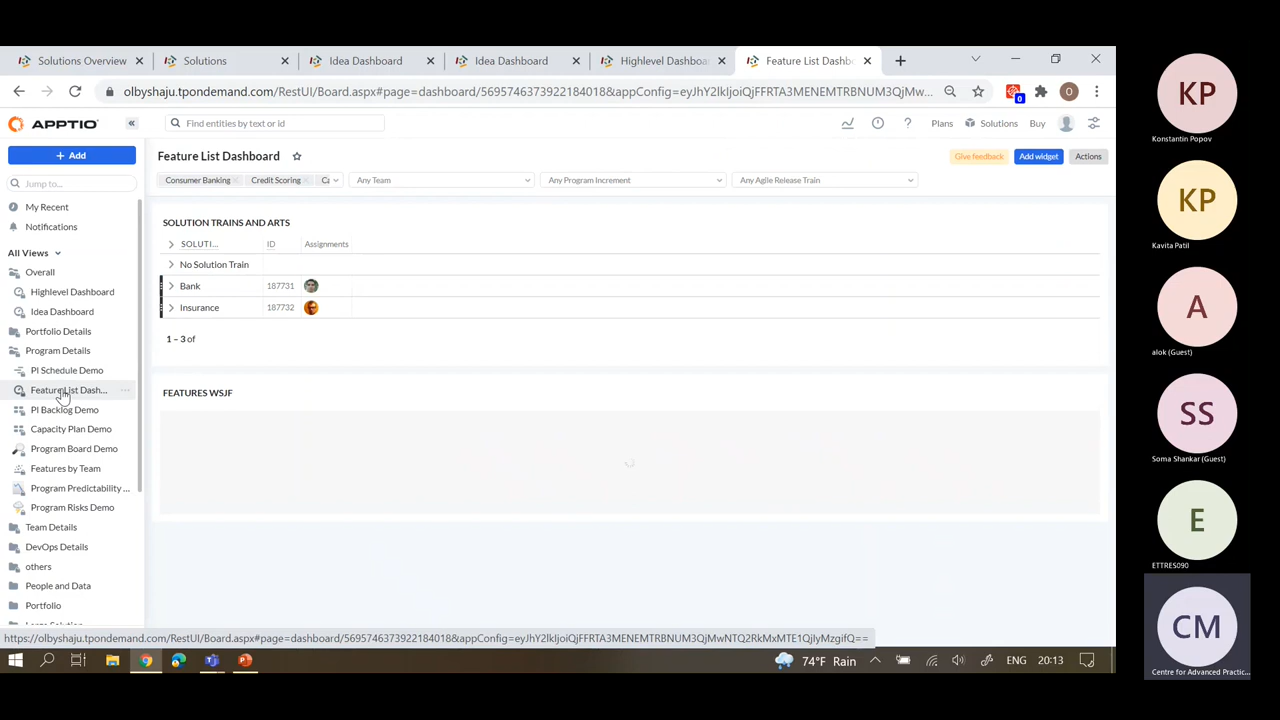 Solutions Overview
Solutions
Idea Dashboard
Idea Dashboard
Highlevel Dashboa
Feature List Dashb
olbyshaju.tpondemand.com/RestUI/Board.aspx#page=dashboard/5695746373922184018&appConfig=eyJhY2lkIjoiQjFFRTA3MENEMTRBNUM3QjMw...
0
O
APPTIO
Find entities by text or id
Plans
Solutions
Buy
+ Add
Jump to...
My Recent
Notifications
All Views
Overall
Highlevel Dashboard
Idea Dashboard
Portfolio Details
Program Details
PI Schedule Demo
Feature List Dash...
PI Backlog Demo
Capacity Plan Demo
Program Board Demo
Features by Team
Program Predictability ...
Program Risks Demo
Team Details
DevOps Details
others
People and Data
Portfolio
Feature List Dashboard
Give feedback
Add widget
Actions
Consumer Banking
Credit Scoring
Any Team
Any Program Increment
Any Agile Release Train
SOLUTION TRAINS AND ARTS
SOLUTI...
ID
Assignments
No Solution Train
Bank
187731
Insurance
187732
1 – 3 of
FEATURES WSJF
https://olbyshaju.tpondemand.com/RestUI/Board.aspx#page=dashboard/5695746373922184018&appConfig=eyJhY2lkIjoiQjFFRTA3MENEMTRBNUM3QjMwNTQ2RkMxMTE1QjIyMzgifQ==
74°F Rain
ENG
20:13
KP
Konstantin Popov
KP
Kavita Patil
A
alok (Guest)
SS
Soma Shankar (Guest)
E
ETTRES090
CM
Centre for Advanced Practic...